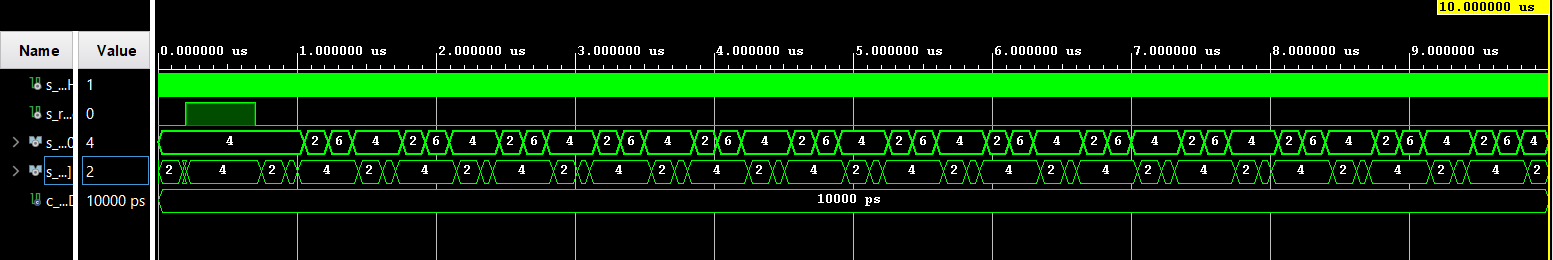 10.000000 us
Name Value
0.000000 us 1.000000 us 2.000000 us 3.000000 us 4.000000 us 5.000000 us 6.000000 us 7.000000 us 8.000000 us 9.000000 us
s_...H 1
s_r... 0
s_...0 4 4 2 6 4 2 6 4 2 6 4 2 6 4 2 6 4 2 6 4 2 6 4 2 6 4 2 6 4 2 6 4 2 6 4 2 6 4 2 6 4
s_...] 2 2 4 2 4 2 4 2 4 2 4 2 4 2 4 2 4 2 4 2 4 2 4 2 4 2 4 2 4 2
c_...D 10000 ps 10000 ps